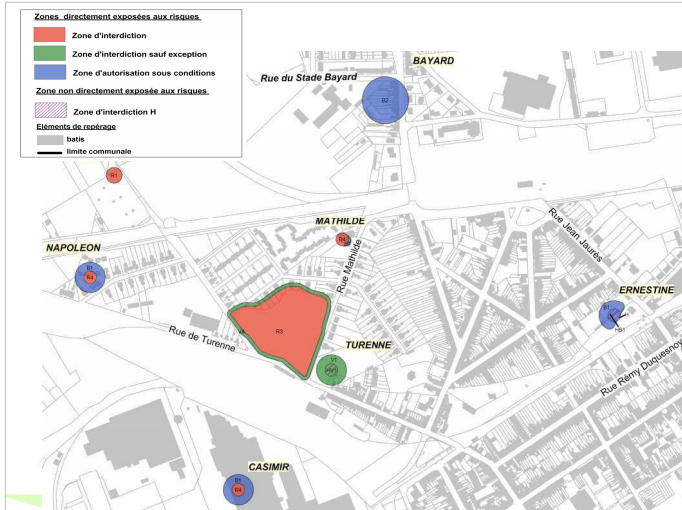 Zones directement exposées aux risques
Zone d'interdiction
Zone d'interdiction sauf exception
Zone d'autorisation sous conditions
Zone non directement exposée aux risques
Zone d'interdiction H
Eléments de repérage
batis
limite communale
BAYARD
Rue du Stade Bayard
B2
R1
MATHILDE
R4
Rue Mathilde
Rue Jean Jaurès
NAPOLEON
B1
R4
ERNESTINE
B1
HB1
R3
Rue de Turenne
TURENNE
V1
Rue Rémy Duquesnoy
CASIMIR
B1
R4